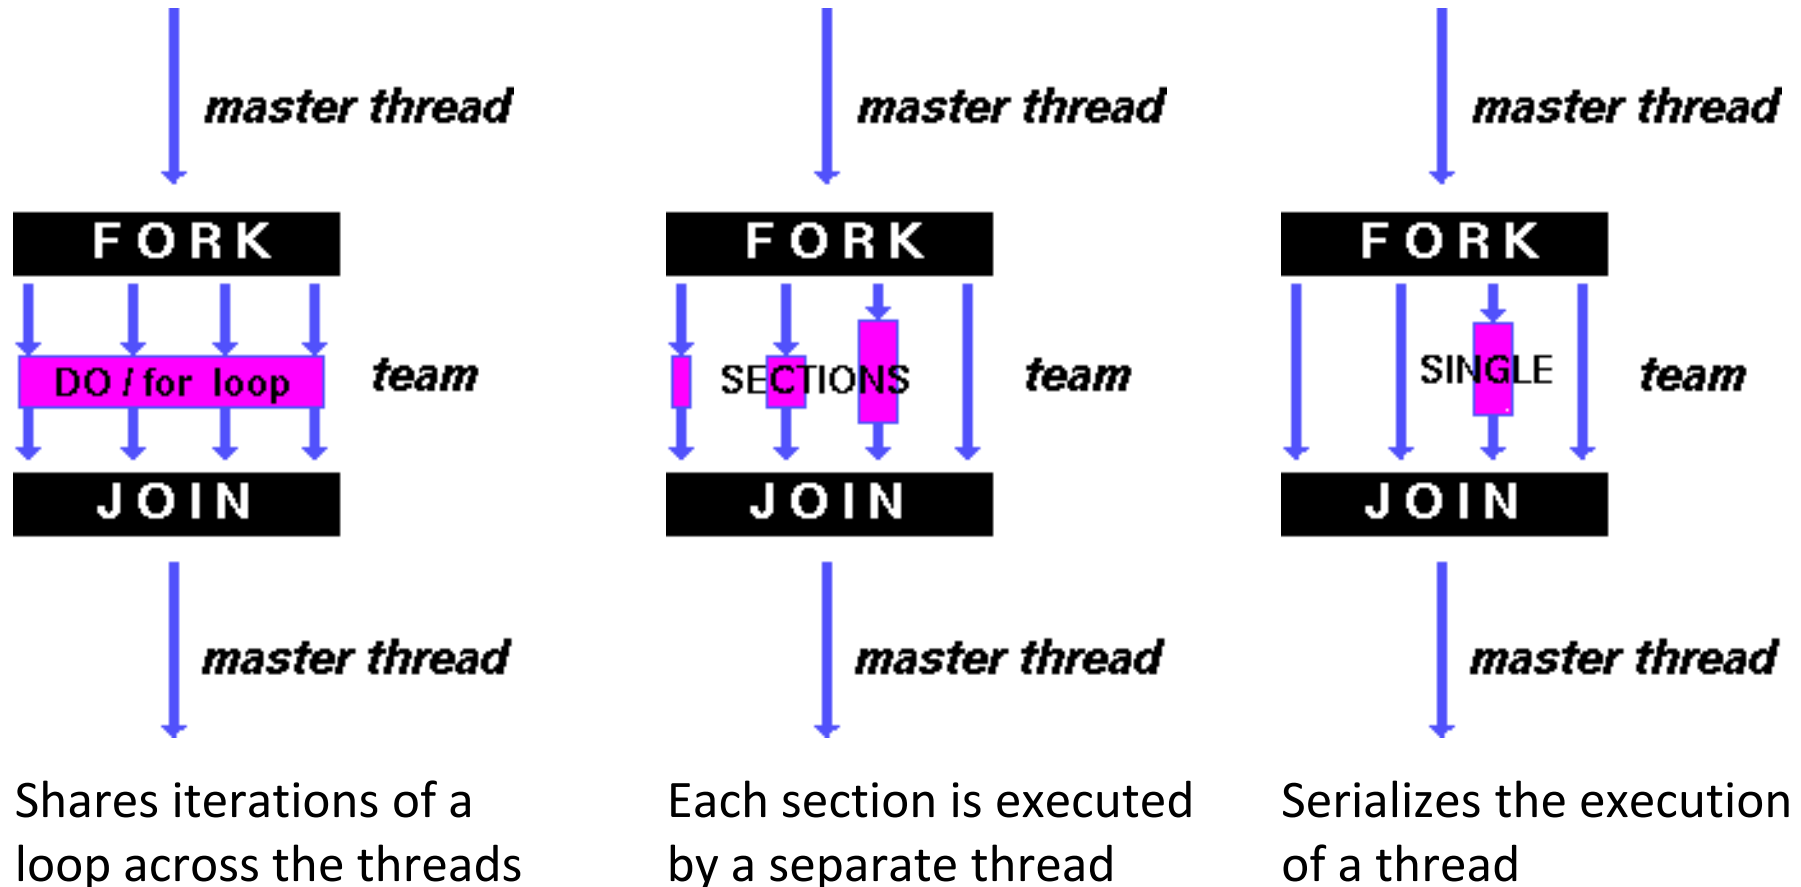 master thread
FORK
DO / for loop
team
JOIN
master thread
Shares iterations of a
loop across the threads
master thread
FORK
SECTIONS
team
JOIN
master thread
Each section is executed
by a separate thread
master thread
FORK
SINGLE
team
JOIN
master thread
Serializes the execution
of a thread